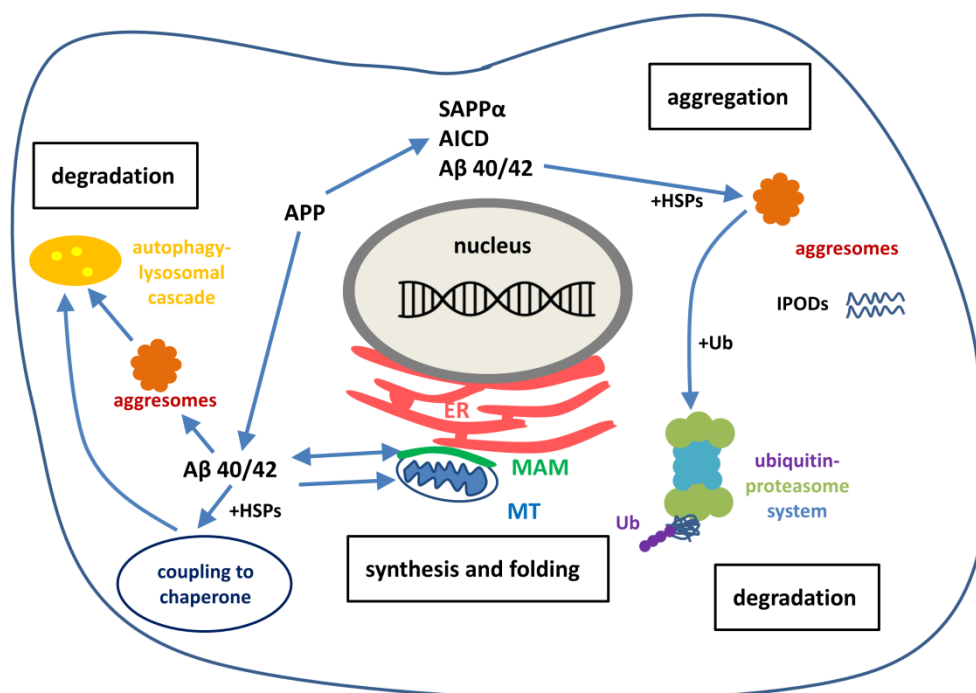 aggregation
SAPPα
AICD
Aβ 40/42
degradation
+HSPs
APP
autophagy-
lysosomal
cascade
nucleus
aggresomes
IPODs
+Ub
aggresomes
ER
Aβ 40/42
MAM
+HSPs
MT
ubiquitin-
proteasome
system
Ub
coupling to
chaperone
synthesis and folding
degradation